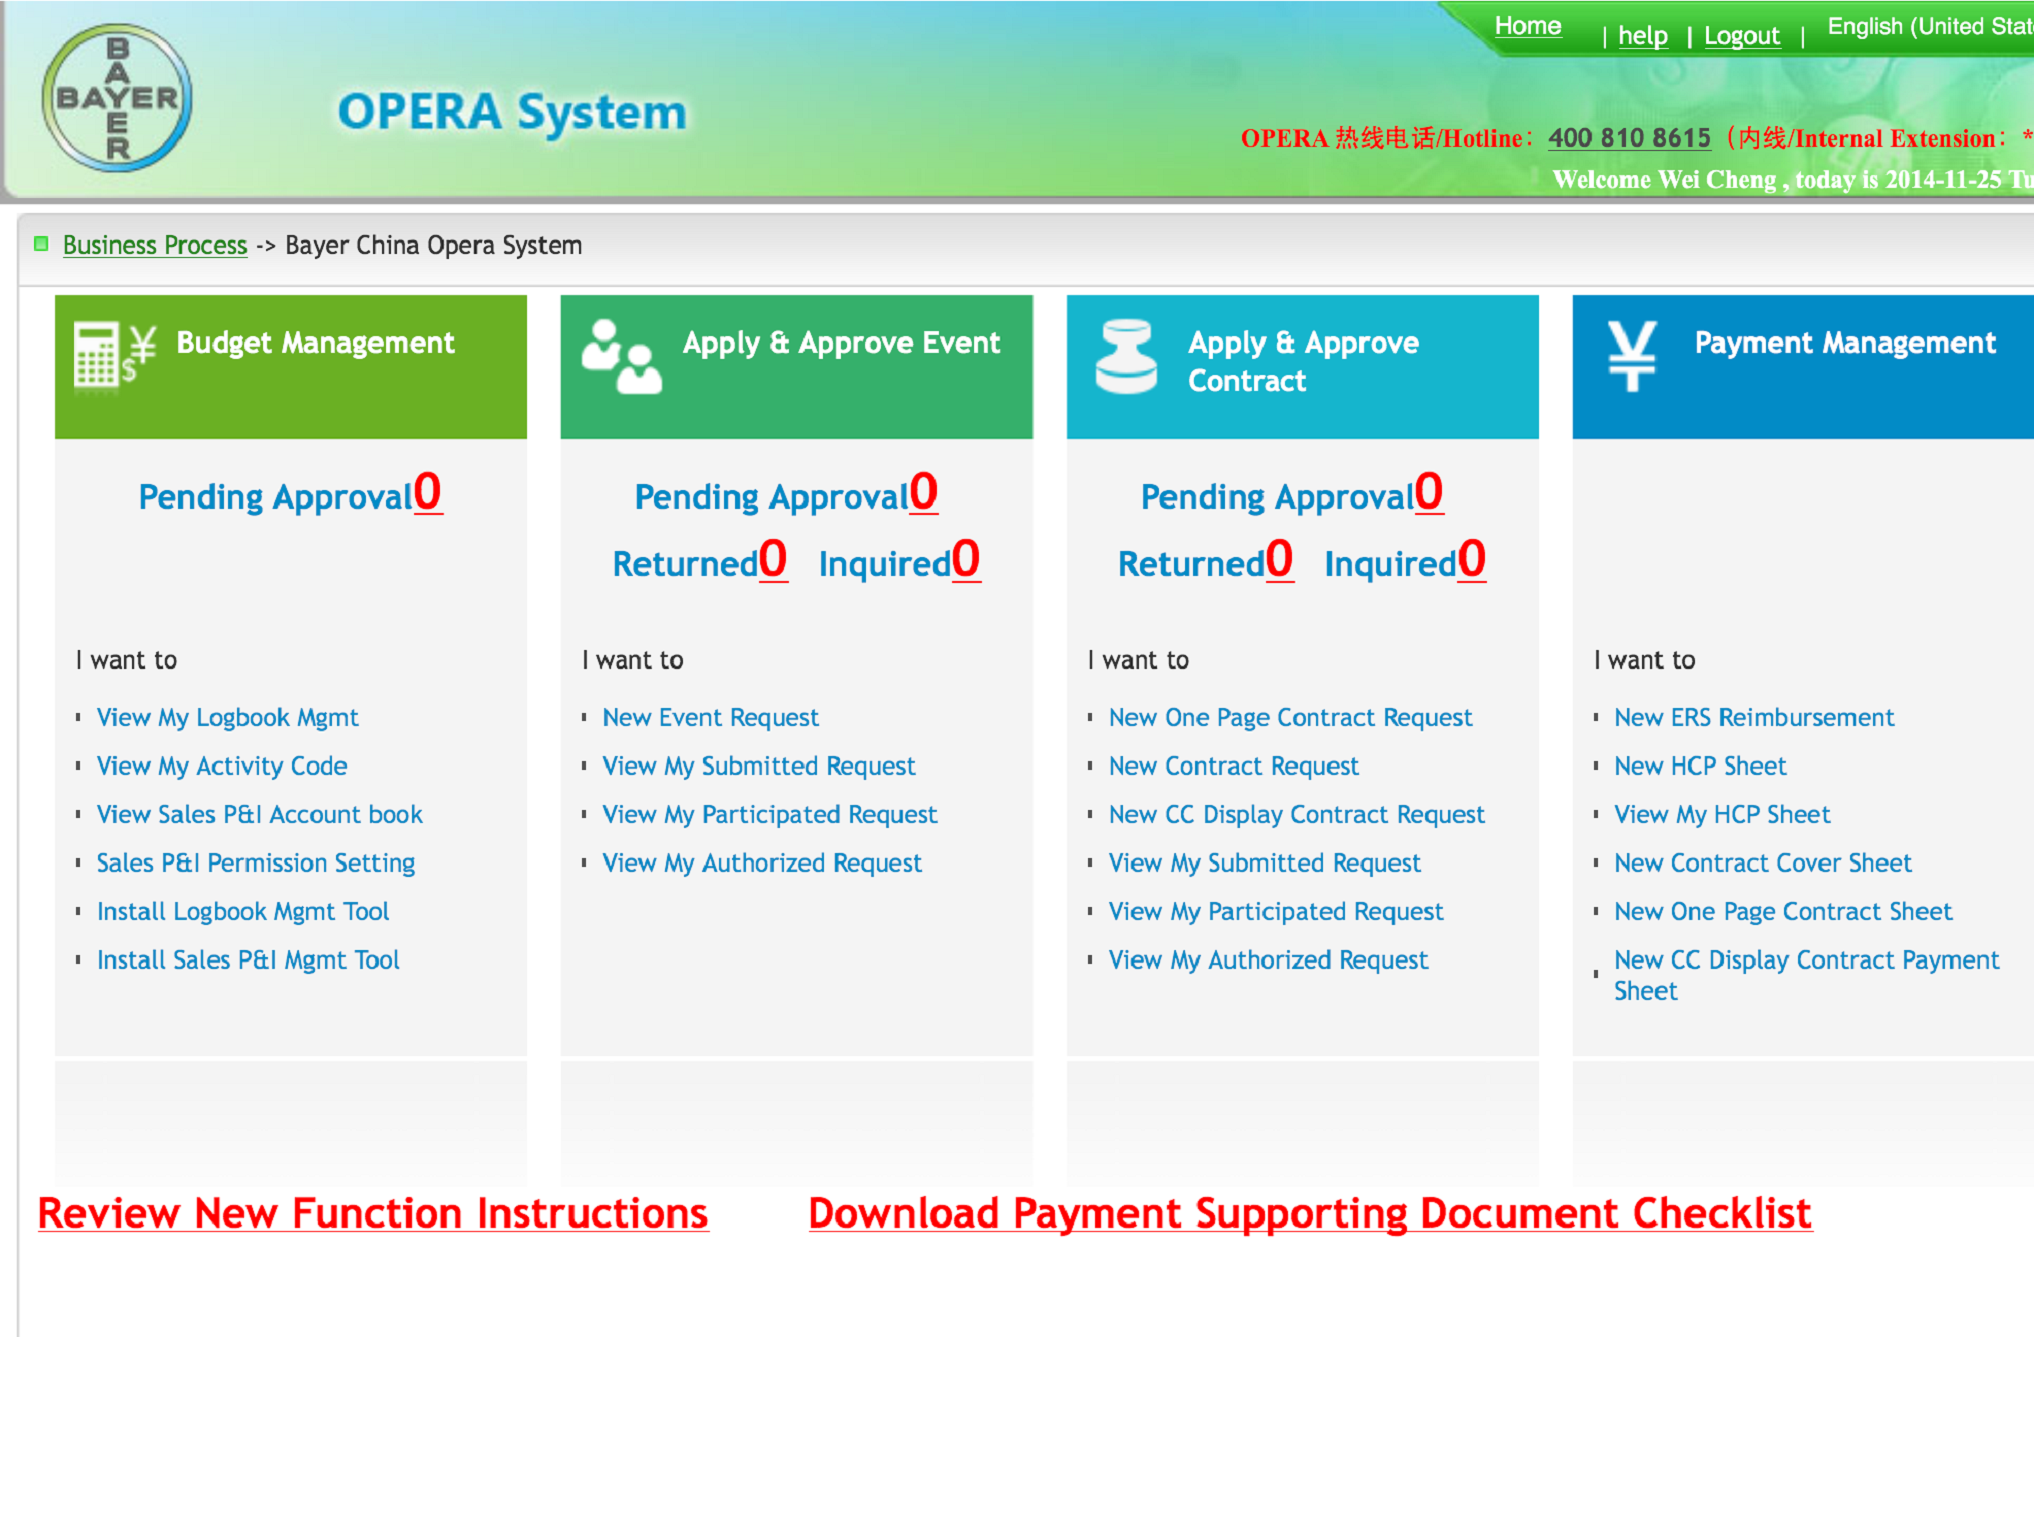 Home | help | Logout | English (United
BAYER
BAYER
OPERA System
OPERA 热线电话/Hotline：400 810 8615（内线/Internal Extension：*
Welcome Wei Cheng , today is 2014-11-25
Business Process -> Bayer China Opera System
Budget Management
Pending Approval0
I want to
View My Logbook Mgmt
View My Activity Code
View Sales P&I Account book
Sales P&I Permission Setting
Install Logbook Mgmt Tool
Install Sales P&I Mgmt Tool
Apply & Approve Event
Pending Approval0
Returned0 Inquired0
I want to
New Event Request
View My Submitted Request
View My Participated Request
View My Authorized Request
Apply & Approve
Contract
Pending Approval0
Returned0 Inquired0
I want to
New One Page Contract Request
New Contract Request
New CC Display Contract Request
View My Submitted Request
View My Participated Request
View My Authorized Request
Payment Management
I want to
New ERS Reimbursement
New HCP Sheet
View My HCP Sheet
New Contract Cover Sheet
New One Page Contract Sheet
New CC Display Contract Payment
Sheet
Review New Function Instructions
Download Payment Supporting Document Checklist